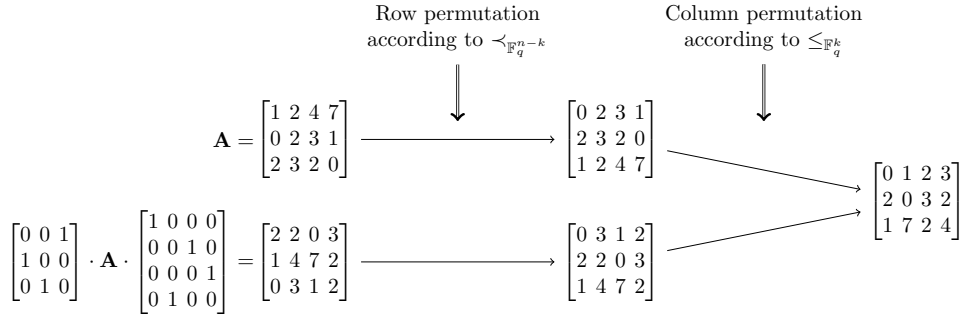 Row permutation
according to ≺_{𝔽_q^{n−k}}
Column permutation
according to ≤_{𝔽_q^k}
A = [1 2 4 7
0 2 3 1
2 3 2 0]
[0 2 3 1
2 3 2 0
1 2 4 7]
[0 1 2 3
2 0 3 2
1 7 2 4]
[0 0 1
1 0 0
0 1 0]
· A ·
[1 0 0 0
0 0 1 0
0 0 0 1
0 1 0 0]
= [2 2 0 3
1 4 7 2
0 3 1 2]
[0 3 1 2
2 2 0 3
1 4 7 2]